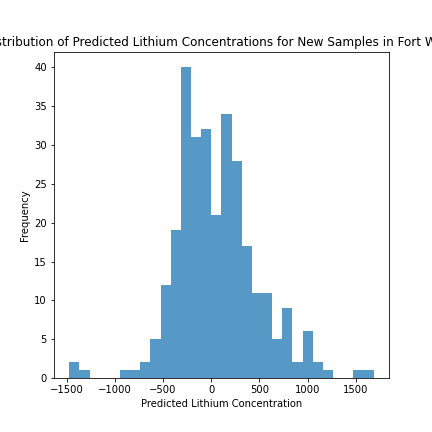 stribution of Predicted Lithium Concentrations for New Samples in Fort W
40
35
30
25
20
15
10
5
0
Frequency
−1500 −1000 −500 0 500 1000 1500
Predicted Lithium Concentration